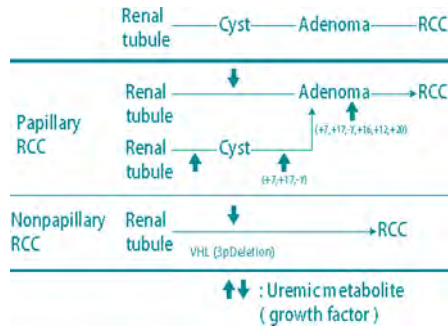 Renal tubule Cyst Adenoma RCC
Papillary RCC
Renal tubule Adenoma RCC
(+7,+17,-Y,+16,+12,+20)
Renal tubule Cyst
(+7,+17,-Y)
Nonpapillary RCC
Renal tubule RCC
VHL (3pDeletion)
: Uremic metabolite
( growth factor )